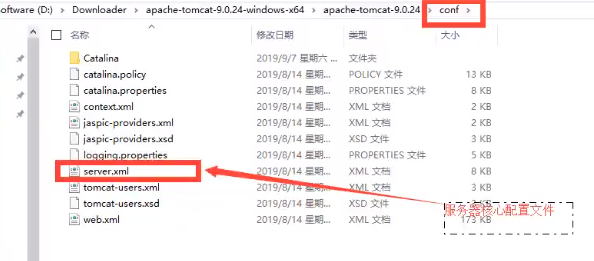 oftware (D:) > Downloader > apache-tomcat-9.0.24-windows-x64 > apache-tomcat-9.0.24 > conf >
名称 修改日期 类型 大小
Catalina 2019/9/7 星期六 ... 文件夹
catalina.policy 2019/8/14 星期... POLICY 文件 13 KB
catalina.properties 2019/8/14 星期... PROPERTIES 文件 8 KB
context.xml 2019/8/14 星期... XML 文档 2 KB
jaspic-providers.xml 2019/8/14 星期... XML 文档 2 KB
jaspic-providers.xsd 2019/8/14 星期... XSD 文件 3 KB
logging.properties 2019/8/14 星期... PROPERTIES 文件 5 KB
server.xml 2019/8/14 星期... XML 文档 8 KB
tomcat-users.xml 2019/8/14 星期... XML 文档 3 KB
tomcat-users.xsd 2019/8/14 星期... XSD 文件 KB
服务器核心配置文件
web.xml 2019/8/14 星期... XML 文档 173 KB